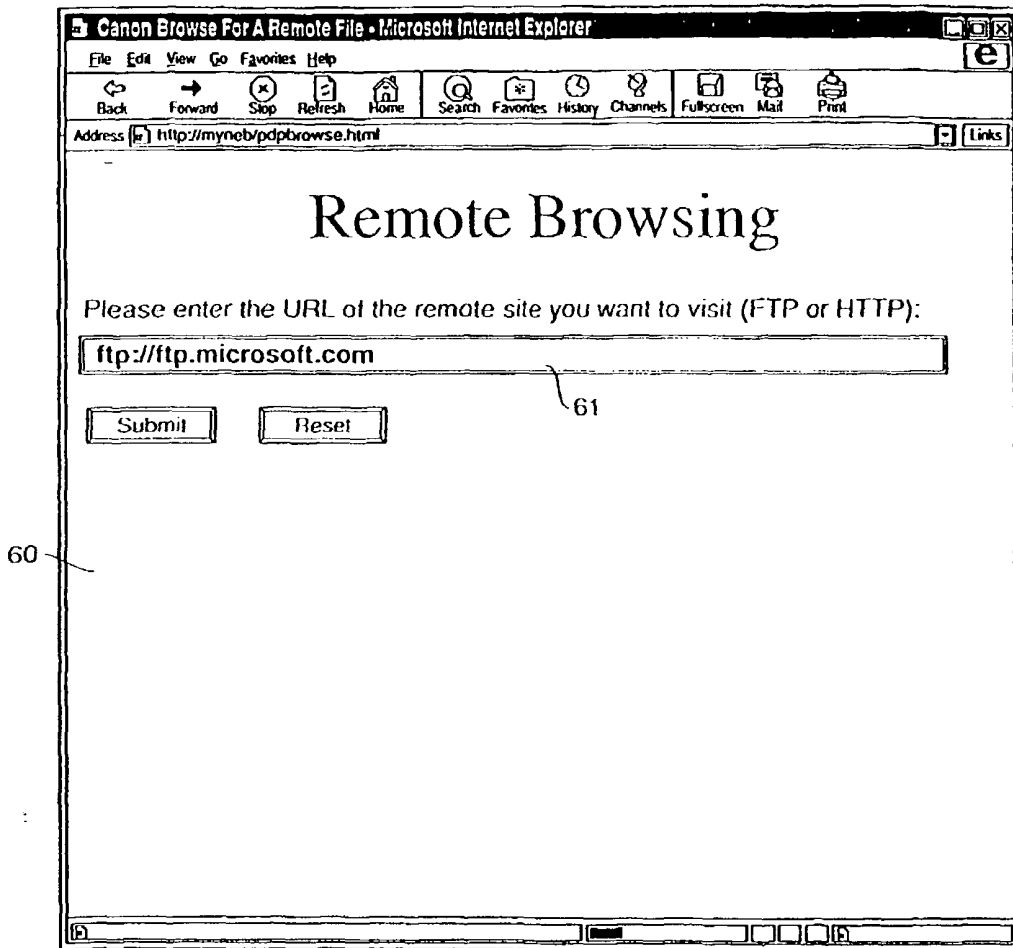 Canon Browse For A Remote File • Microsoft Internet Explorer
File Edit View Go Favorites Help
Back Forward Stop Refresh Home Search Favorites History Channels Fullscreen Mail Print
Address http://myneb/pdpbrowse.html Links
Remote Browsing
Please enter the URL of the remote site you want to visit (FTP or HTTP):
ftp://ftp.microsoft.com
61
Submit Reset
60